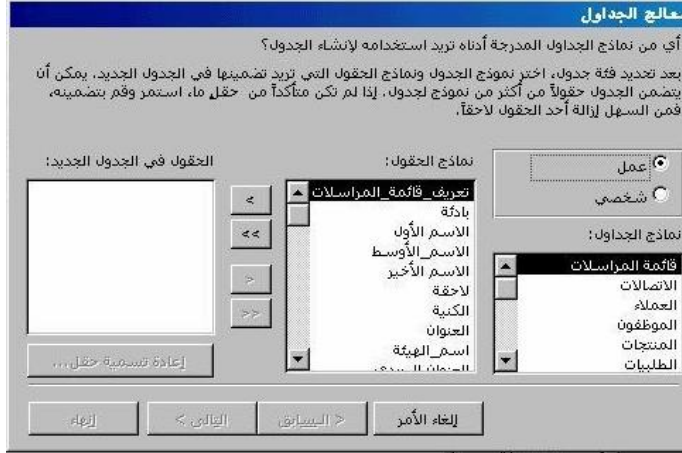 معالج الجداول
أي من نماذج الجداول المدرجة أدناه تريد استخدامه لإنشاء الجدول؟
بعد تحديد فئة جدول، اختر نموذج الجدول ونماذج الحقول التي تريد تضمينها في الجدول الجديد. يمكن أن
يتضمن الجدول حقولاً من أكثر من نموذج لجدول. إذا لم تكن متأكداً من حقل ما، استمر وقم بتضمينه،
فمن السهل إزالة أحد الحقول لاحقاً.
عمل
شخصي
نماذج الجداول:
قائمة المراسلات
الاتصالات
العملاء
الموظفون
المنتجات
الطلبيات
نماذج الحقول:
تعريف_قائمة_المراسلات
بادئة
الاسم الأول
الاسم_الأوسط
الاسم الأخير
لاحقة
الكنية
العنوان
اسم_الهيئة
>
>>
<
<<
الحقول في الجدول الجديد:
إعادة تسمية حقل...
إلغاء الأمر
< السابق
التالي >
إنهاء